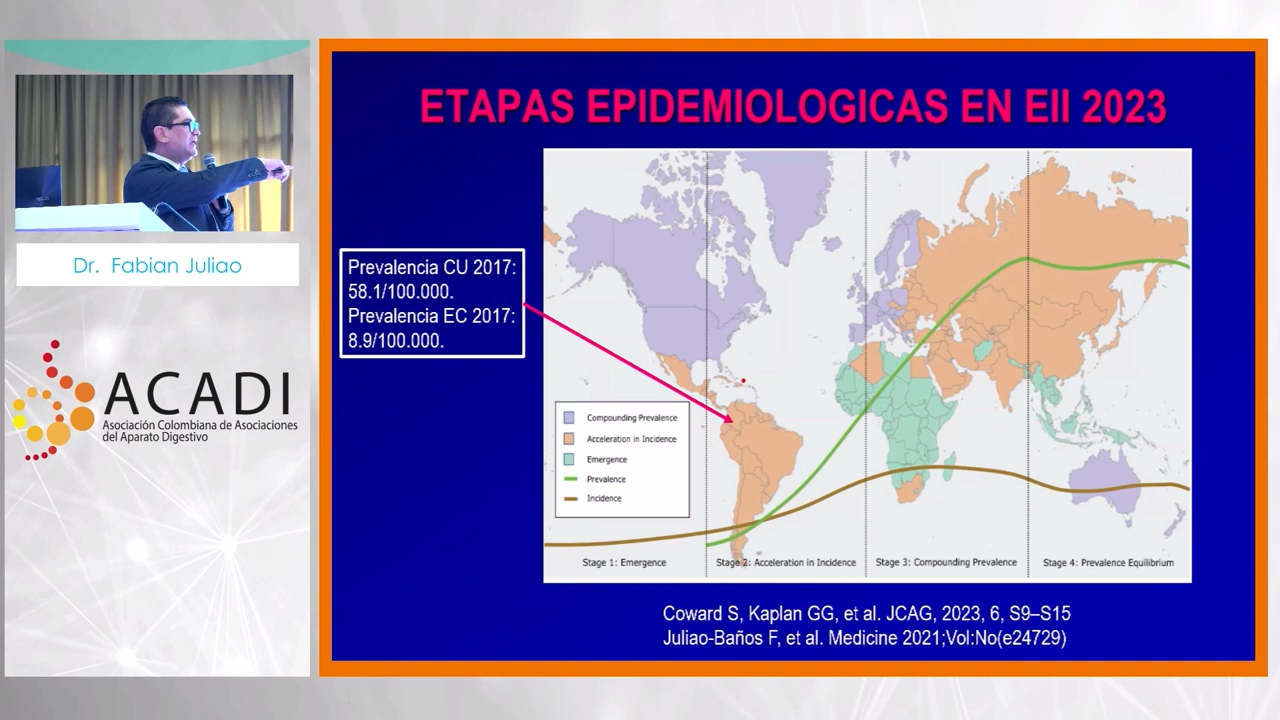 Dr. Fabian Juliao
ACADI
Asociación Colombiana de Asociaciones
del Aparato Digestivo
ETAPAS EPIDEMIOLOGICAS EN EII 2023
Prevalencia CU 2017:
58.1/100.000.
Prevalencia EC 2017:
8.9/100.000.
Compounding Prevalence
Acceleration in Incidence
Emergence
Prevalence
Incidence
Stage 1: Emergence
Stage 2: Acceleration in Incidence
Stage 3: Compounding Prevalence
Stage 4: Prevalence Equilibrium
Coward S, Kaplan GG, et al. JCAG, 2023, 6, S9–S15
Juliao-Baños F, et al. Medicine 2021;Vol:No(e24729)